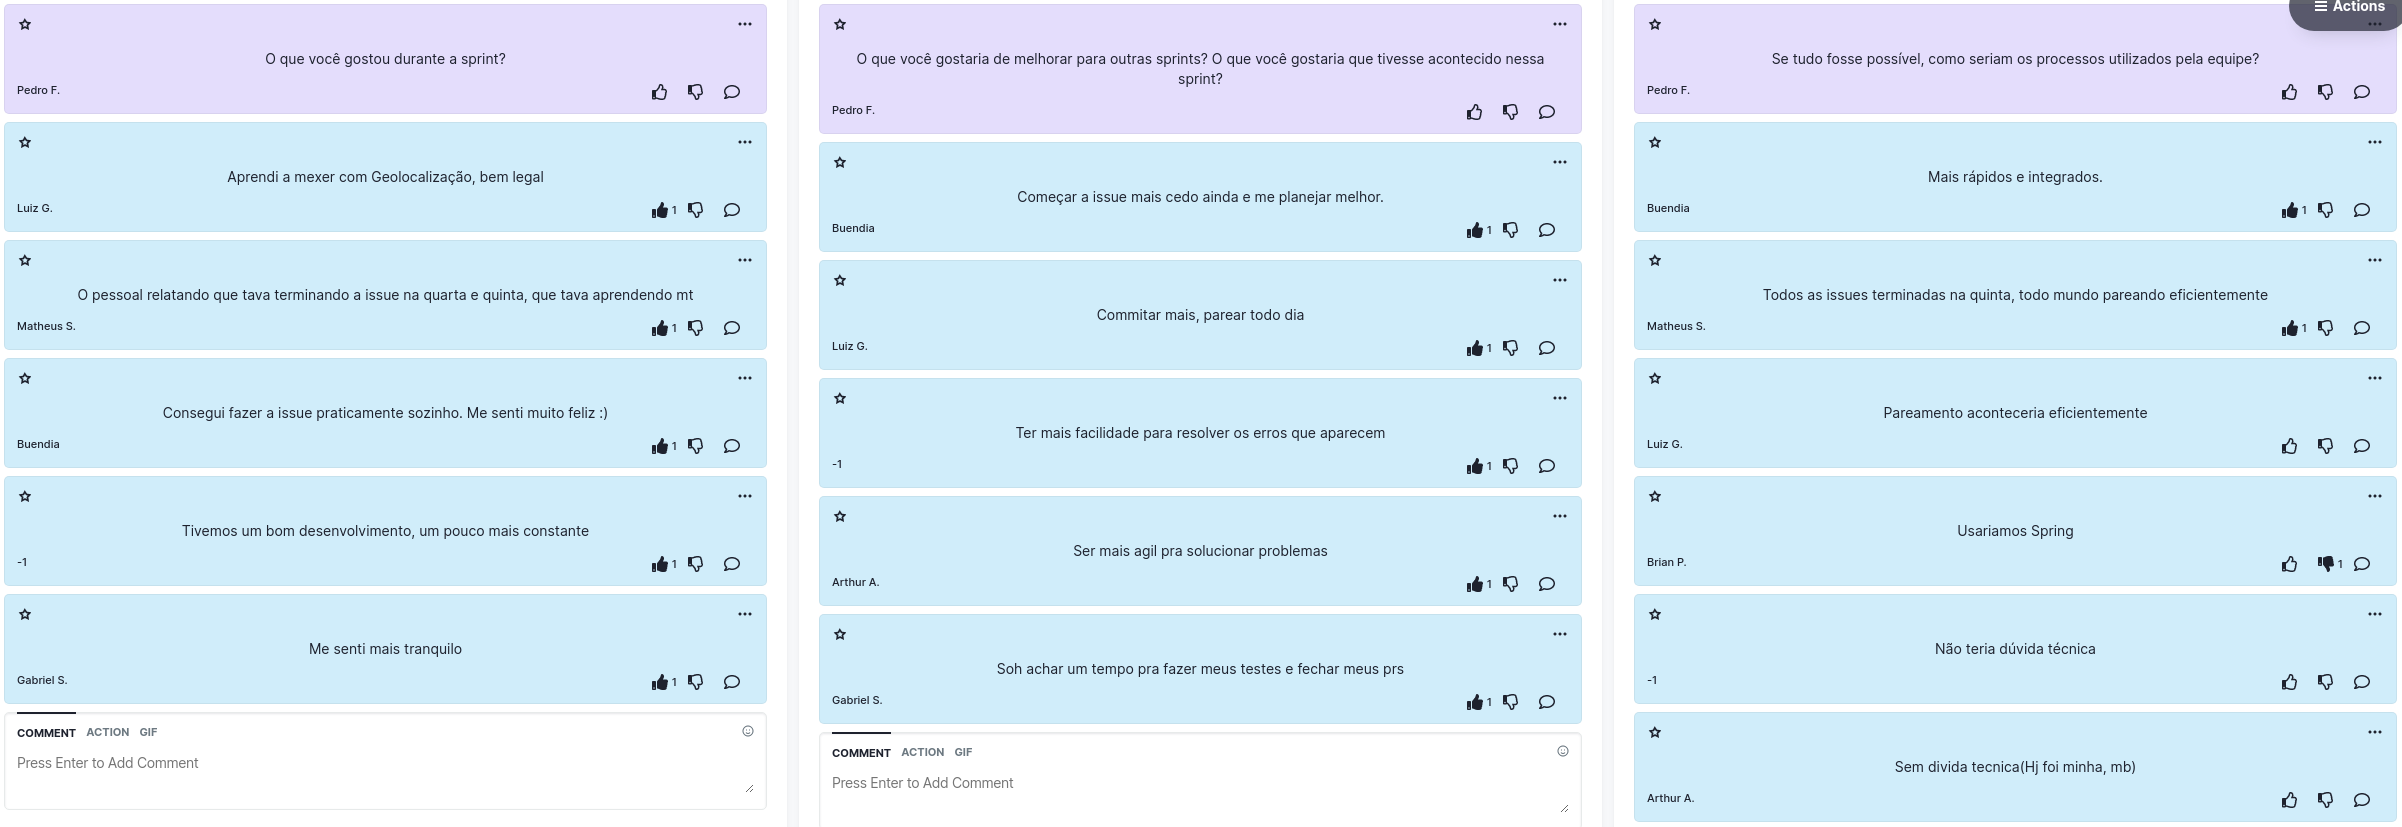 O que você gostou durante a sprint?
Pedro F.
Aprendi a mexer com Geolocalização, bem legal
Luiz G.
1
O pessoal relatando que tava terminando a issue na quarta e quinta, que tava aprendendo mt
Matheus S.
1
Consegui fazer a issue praticamente sozinho. Me senti muito feliz :)
Buendia
1
Tivemos um bom desenvolvimento, um pouco mais constante
-1
1
Me senti mais tranquilo
Gabriel S.
1
COMMENT ACTION GIF
Press Enter to Add Comment
O que você gostaria de melhorar para outras sprints? O que você gostaria que tivesse acontecido nessa
sprint?
Pedro F.
Começar a issue mais cedo ainda e me planejar melhor.
Buendia
1
Commitar mais, parear todo dia
Luiz G.
1
Ter mais facilidade para resolver os erros que aparecem
-1
1
Ser mais agil pra solucionar problemas
Arthur A.
1
Soh achar um tempo pra fazer meus testes e fechar meus prs
Gabriel S.
1
COMMENT ACTION GIF
Press Enter to Add Comment
Actions
Se tudo fosse possível, como seriam os processos utilizados pela equipe?
Pedro F.
Mais rápidos e integrados.
Buendia
1
Todos as issues terminadas na quinta, todo mundo pareando eficientemente
Matheus S.
1
Pareamento aconteceria eficientemente
Luiz G.
Usariamos Spring
Brian P.
1
Não teria dúvida técnica
-1
Sem divida tecnica(Hj foi minha, mb)
Arthur A.